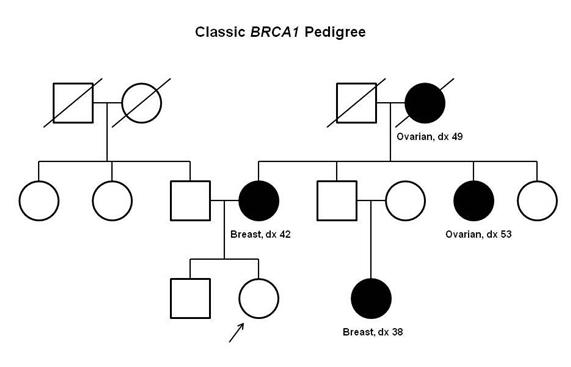 Classic BRCA1 Pedigree
Ovarian, dx 49
Breast, dx 42
Ovarian, dx 53
Breast, dx 38